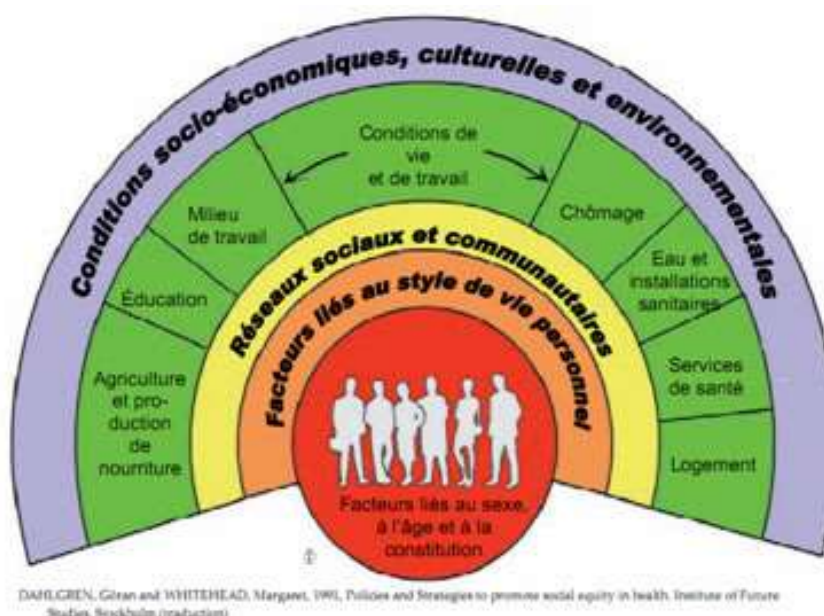 Conditions socio-économiques, culturelles et environnementales
Conditions de
vie
et de travail
Milieu
de travail
Chômage
Éducation
Eau et
installations
sanitaires
Agriculture
et pro-
duction
de
nourriture
Services
de santé
Logement
Réseaux sociaux et communautaires
Facteurs liés au style de vie personnel
Facteurs liés au sexe,
à l'âge et à la
constitution
DAHLGREN, Göran and WHITEHEAD, Margaret, 1991, Policies and Strategies to promote social equity in health. Institute of Future
Studies, Stockholm (traduction)